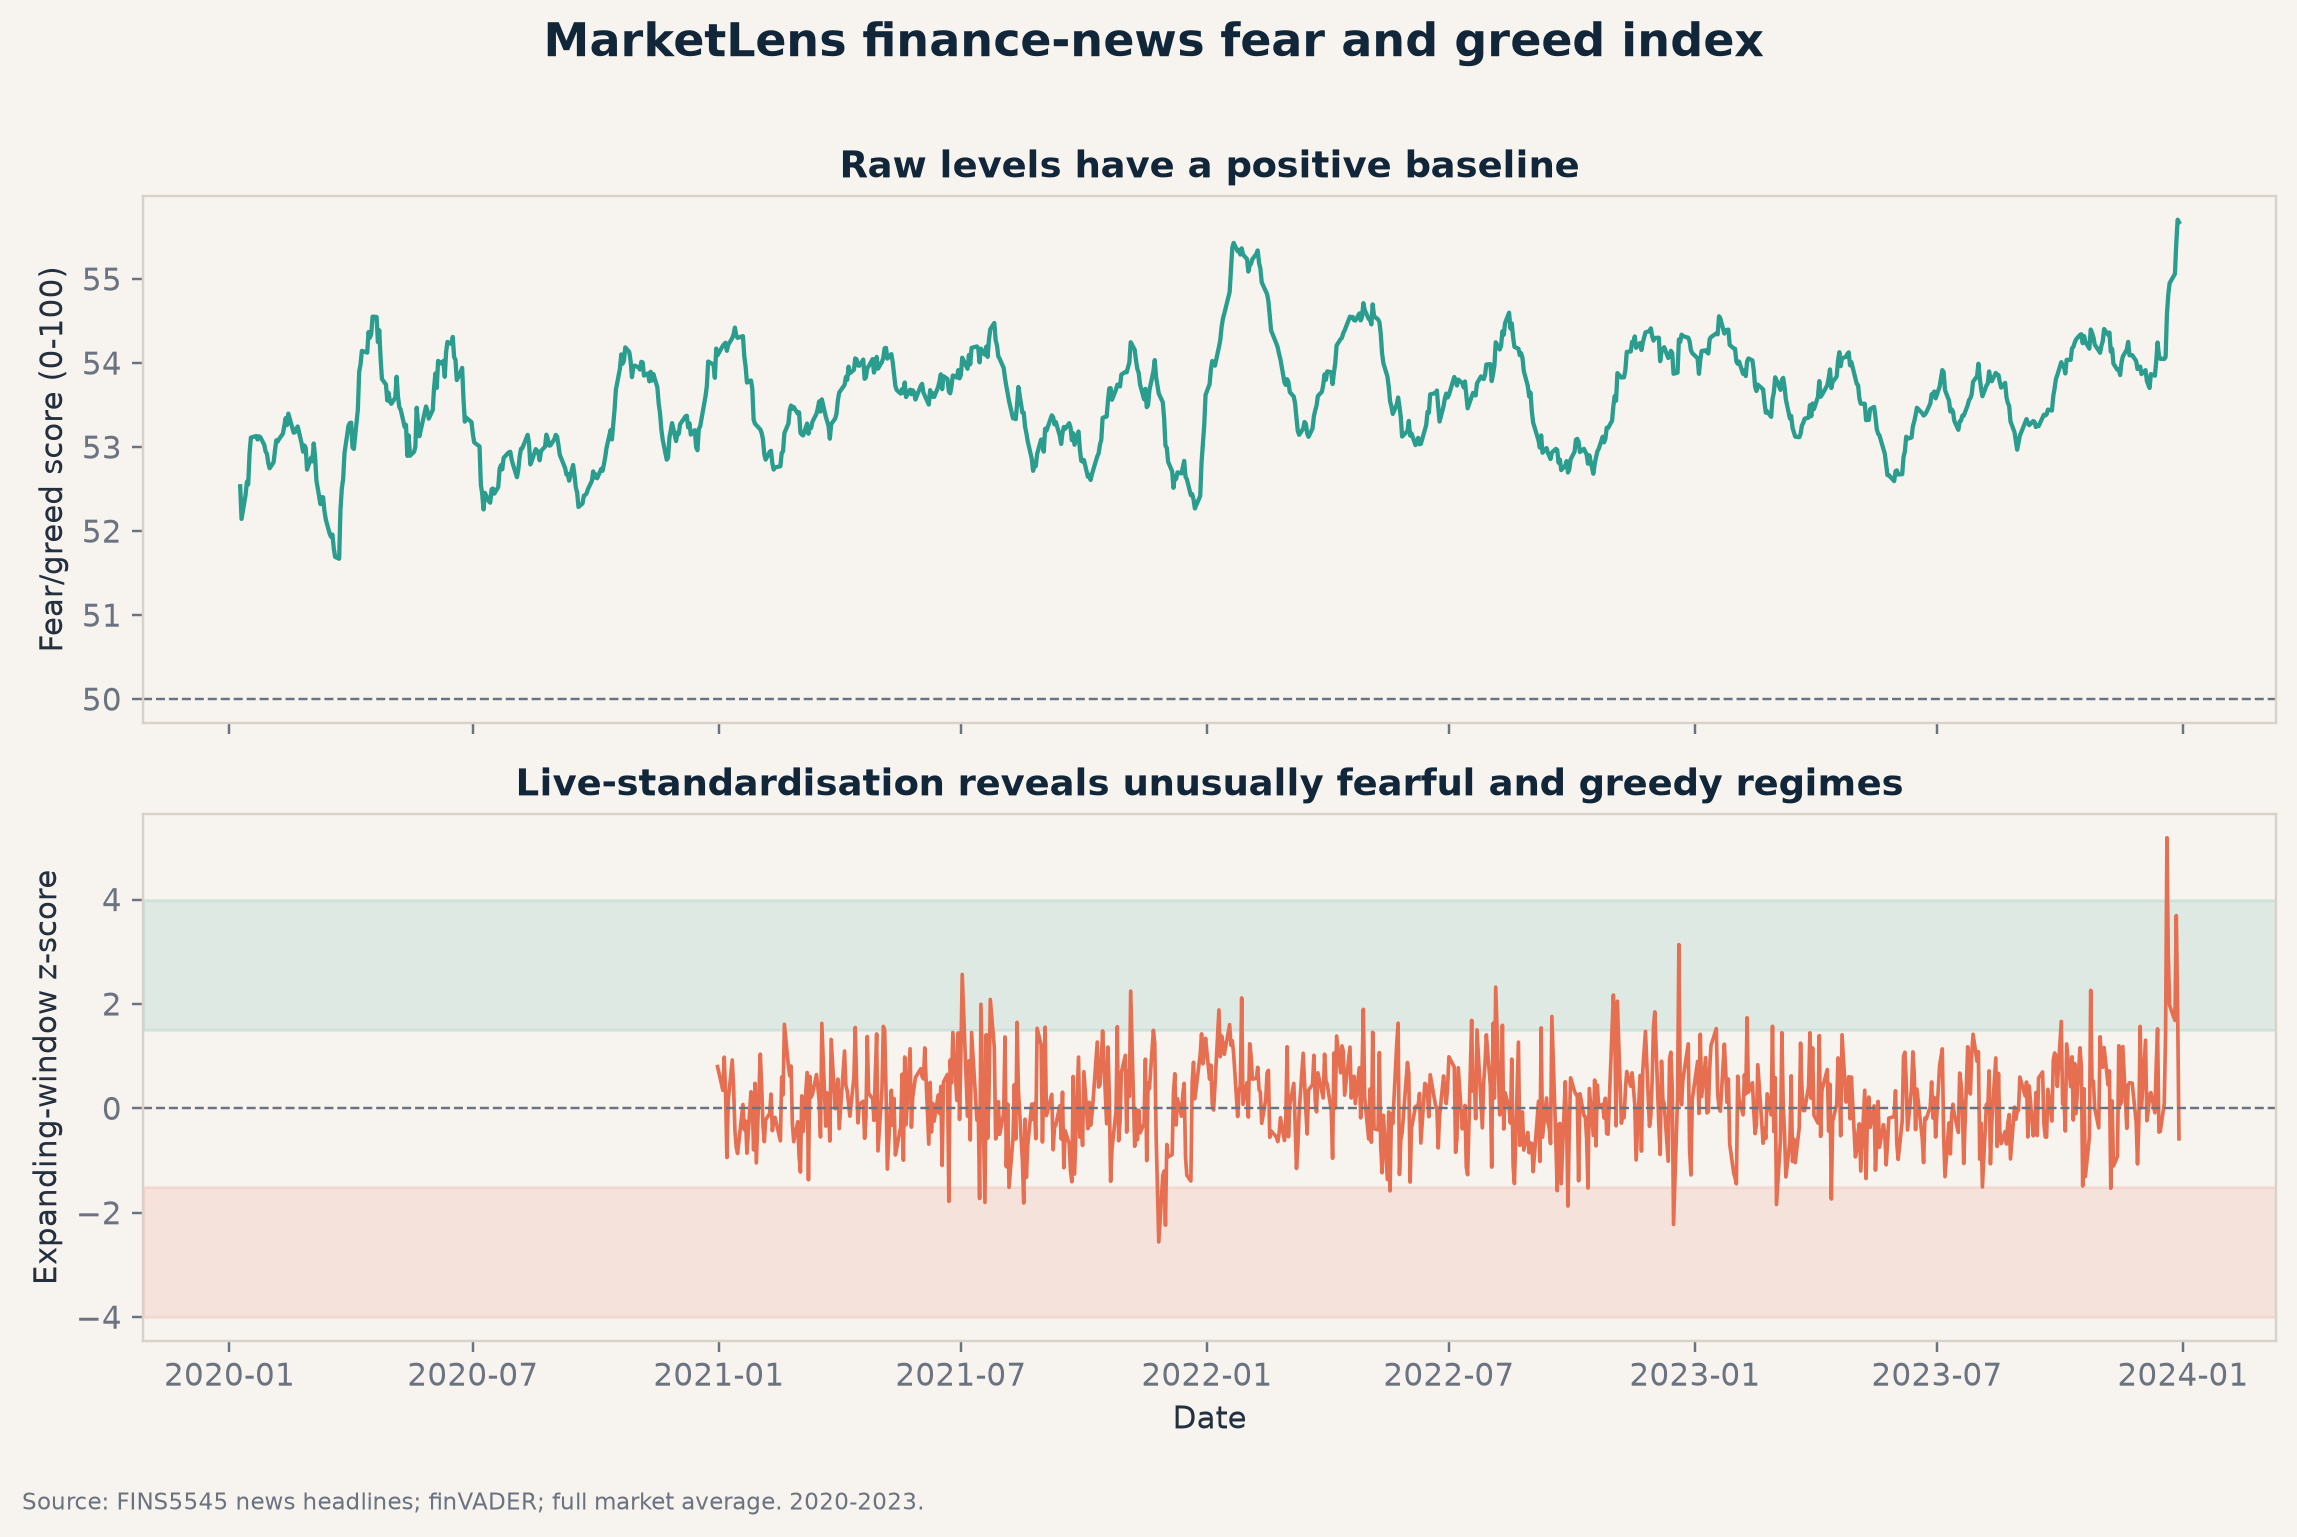 MarketLens finance-news fear and greed index
Raw levels have a positive baseline
Fear/greed score (0-100)
55
54
53
52
51
50
Live-standardisation reveals unusually fearful and greedy regimes
Expanding-window z-score
4
2
0
−2
−4
2020-01 2020-07 2021-01 2021-07 2022-01 2022-07 2023-01 2023-07 2024-01
Date
Source: FINS5545 news headlines; finVADER; full market average. 2020-2023.